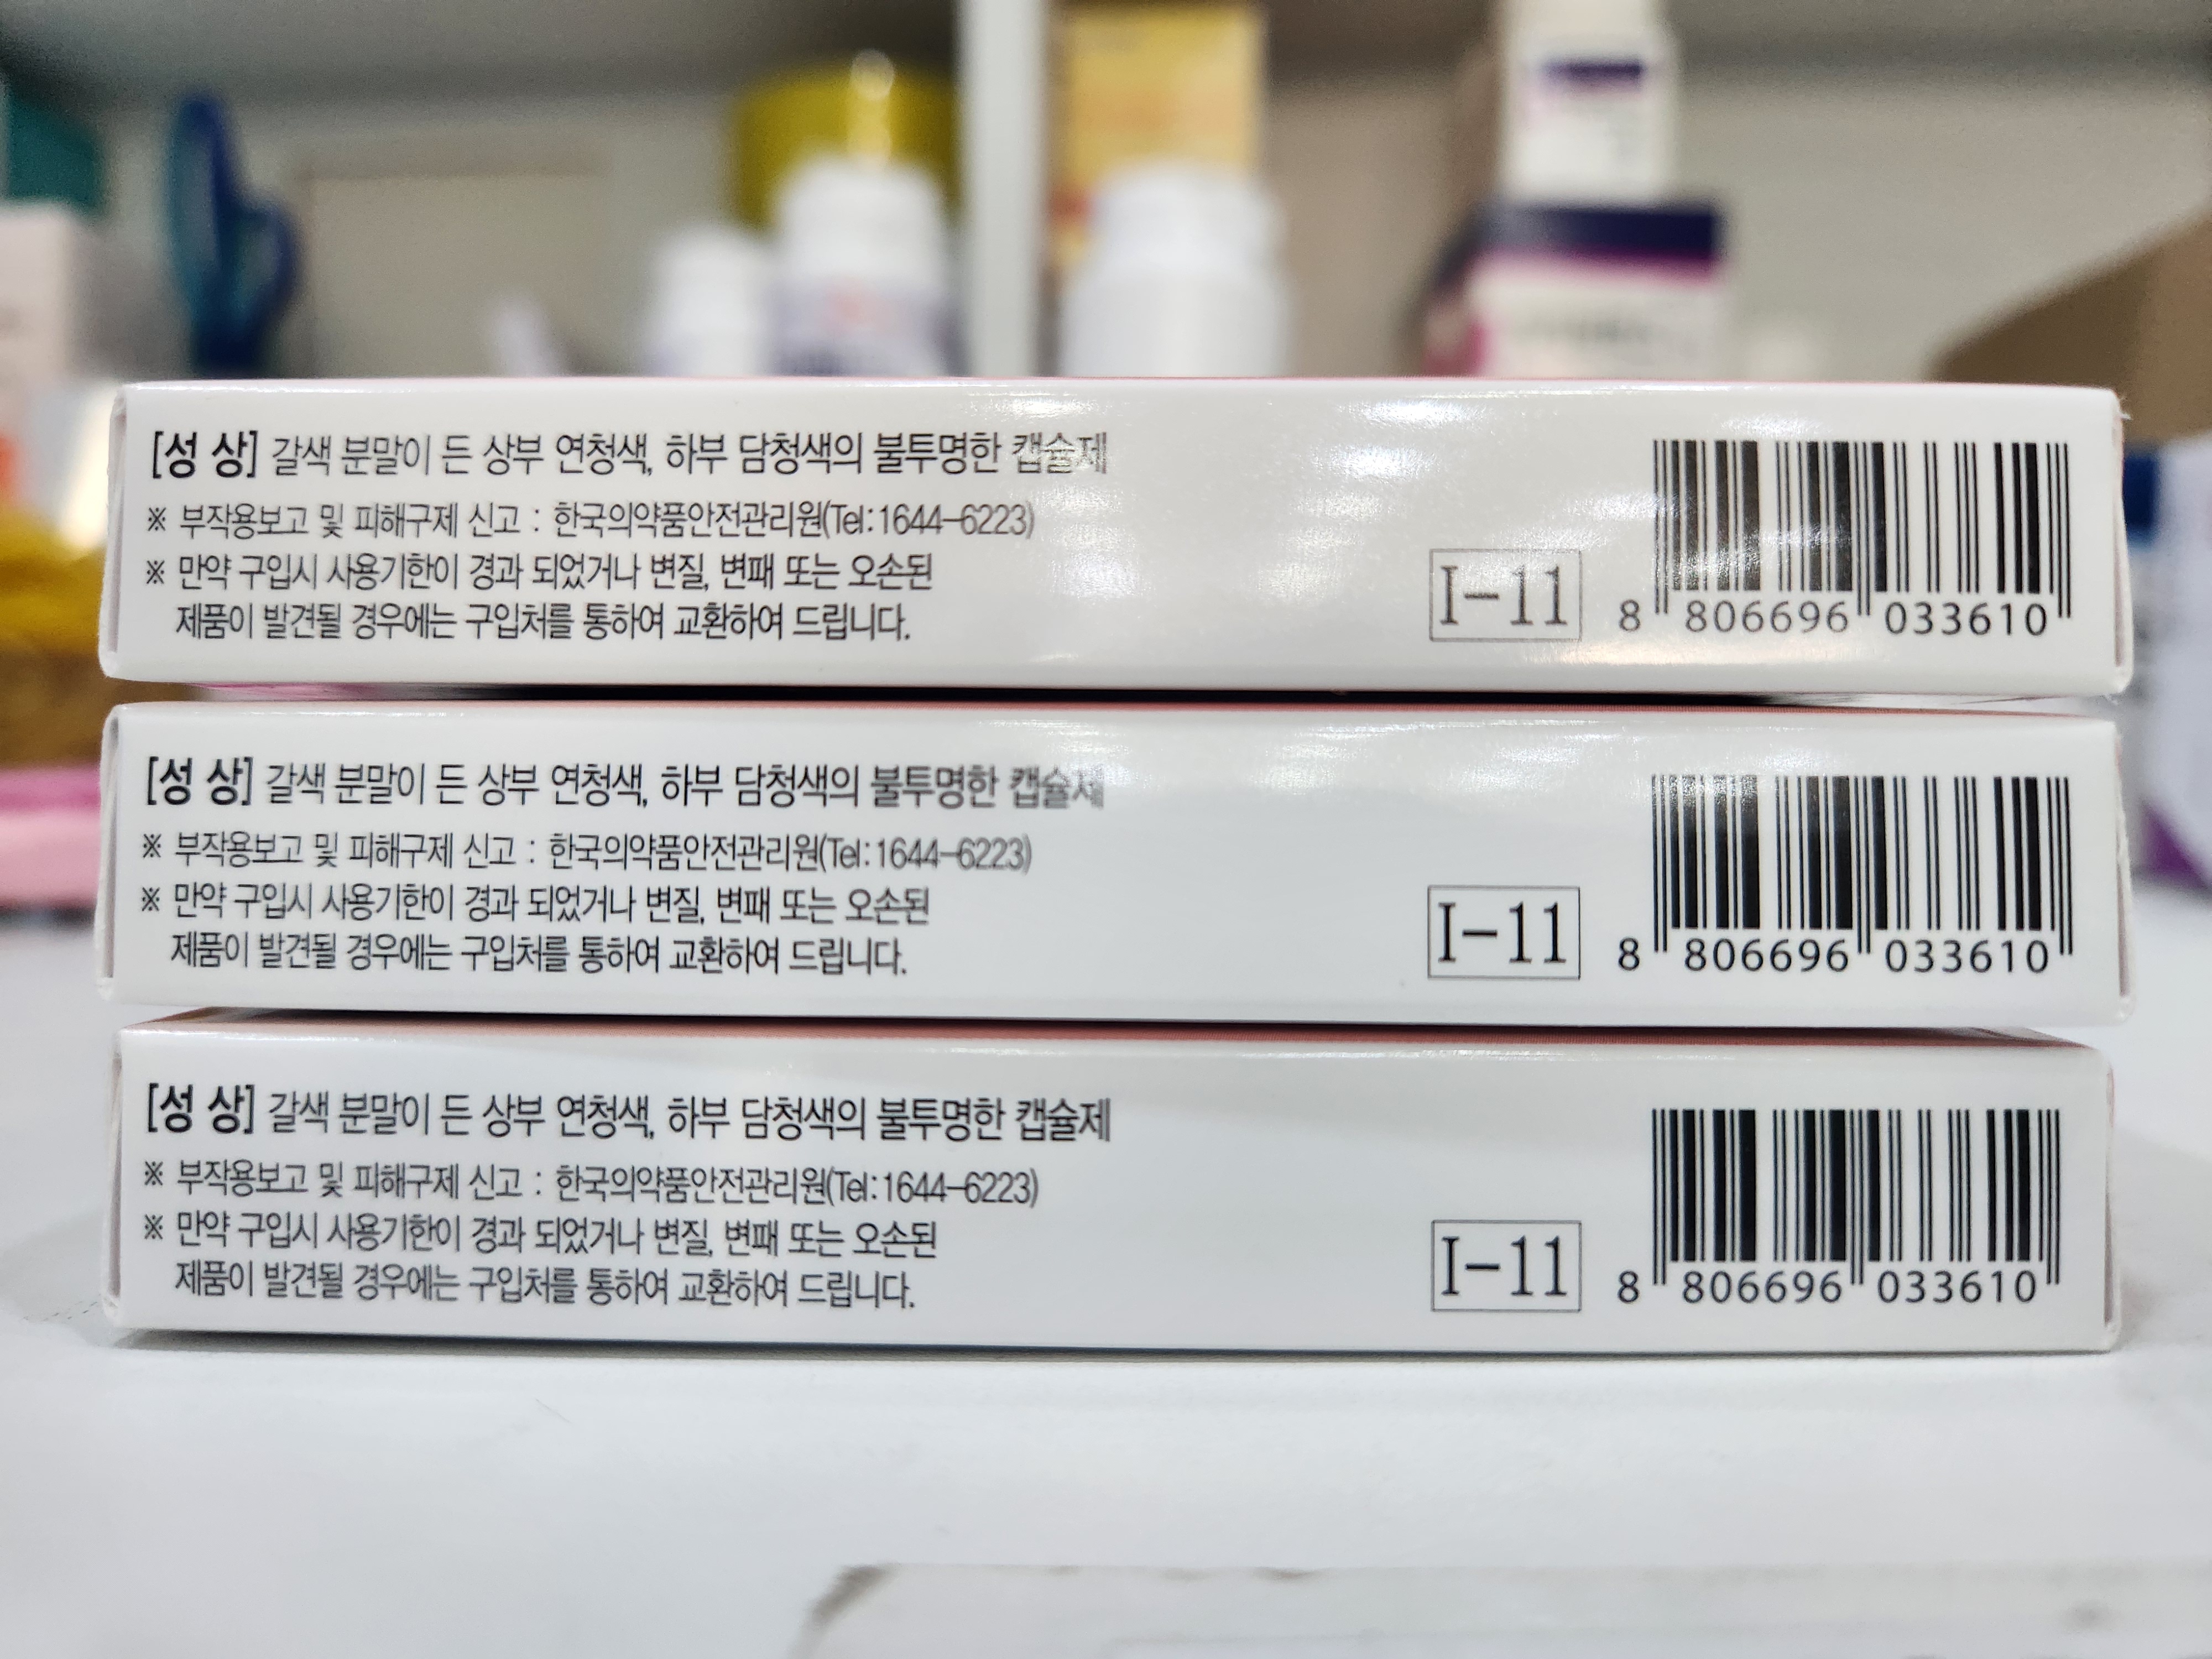 [성 상] 갈색 분말이 든 상부 연청색, 하부 담청색의 불투명한 캡슐제
※ 부작용보고 및 피해구제 신고 : 한국의약품안전관리원(Tel:1644-6223)
※ 만약 구입시 사용기한이 경과 되었거나 변질, 변패 또는 오손된
제품이 발견될 경우에는 구입처를 통하여 교환하여 드립니다.
I-11
8 806696 033610
[성 상] 갈색 분말이 든 상부 연청색, 하부 담청색의 불투명한 캡슐제
※ 부작용보고 및 피해구제 신고 : 한국의약품안전관리원(Tel:1644-6223)
※ 만약 구입시 사용기한이 경과 되었거나 변질, 변패 또는 오손된
제품이 발견될 경우에는 구입처를 통하여 교환하여 드립니다.
I-11
8 806696 033610
[성 상] 갈색 분말이 든 상부 연청색, 하부 담청색의 불투명한 캡슐제
※ 부작용보고 및 피해구제 신고 : 한국의약품안전관리원(Tel:1644-6223)
※ 만약 구입시 사용기한이 경과 되었거나 변질, 변패 또는 오손된
제품이 발견될 경우에는 구입처를 통하여 교환하여 드립니다.
I-11
8 806696 033610